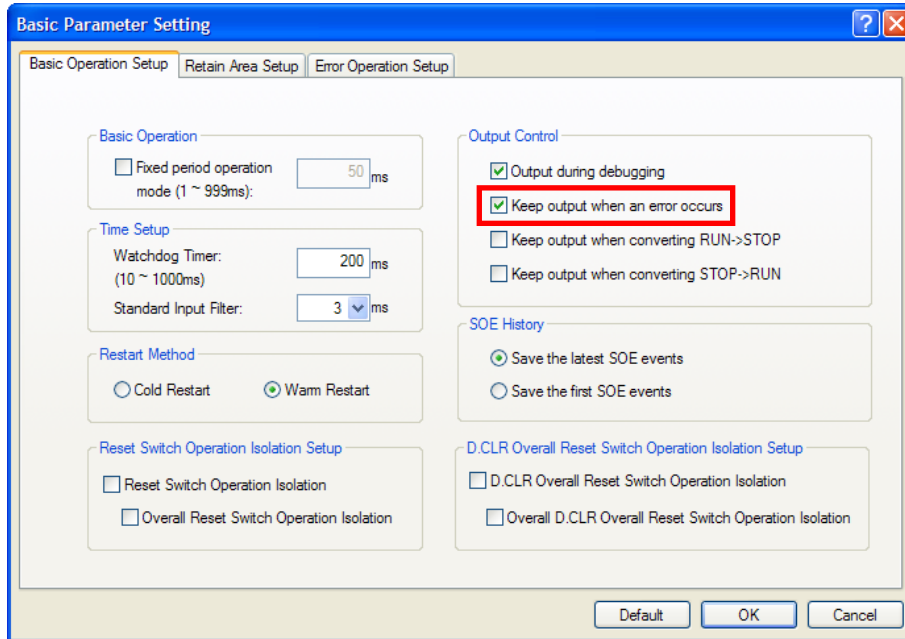 Basic Parameter Setting
Basic Operation Setup
Retain Area Setup
Error Operation Setup
Basic Operation
Fixed period operation
mode (1 ~ 999ms):
50 ms
Time Setup
Watchdog Timer:
(10 ~ 1000ms)
200 ms
Standard Input Filter:
3 ms
Restart Method
Cold Restart
Warm Restart
Reset Switch Operation Isolation Setup
Reset Switch Operation Isolation
Overall Reset Switch Operation Isolation
Output Control
Output during debugging
Keep output when an error occurs
Keep output when converting RUN->STOP
Keep output when converting STOP->RUN
SOE History
Save the latest SOE events
Save the first SOE events
D.CLR Overall Reset Switch Operation Isolation Setup
D.CLR Overall Reset Switch Operation Isolation
Overall D.CLR Overall Reset Switch Operation Isolation
Default
OK
Cancel